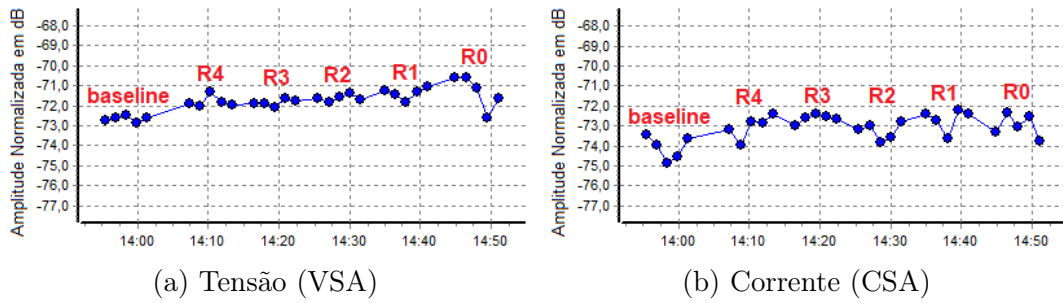 Amplitude Normalizada em dB
-68,0
-69,0
-70,0
-71,0
-72,0
-73,0
-74,0
-75,0
-76,0
-77,0
baseline
R4
R3
R2
R1
R0
14:00 14:10 14:20 14:30 14:40 14:50
(a) Tensão (VSA)
Amplitude Normalizada em dB
-68,0
-69,0
-70,0
-71,0
-72,0
-73,0
-74,0
-75,0
-76,0
-77,0
baseline
R4
R3
R2
R1
R0
14:00 14:10 14:20 14:30 14:40 14:50
(b) Corrente (CSA)